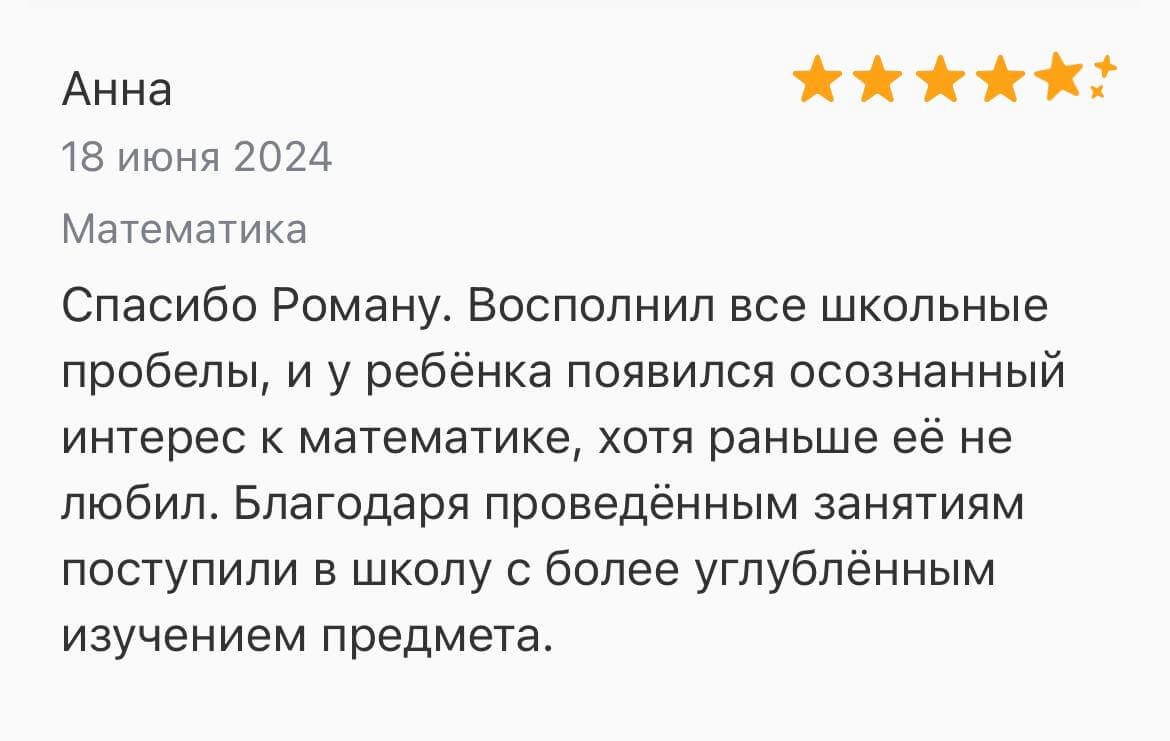 Анна
18 июня 2024
Математика
Спасибо Роману. Восполнил все школьные
пробелы, и у ребёнка появился осознанный
интерес к математике, хотя раньше её не
любил. Благодаря проведённым занятиям
поступили в школу с более углублённым
изучением предмета.